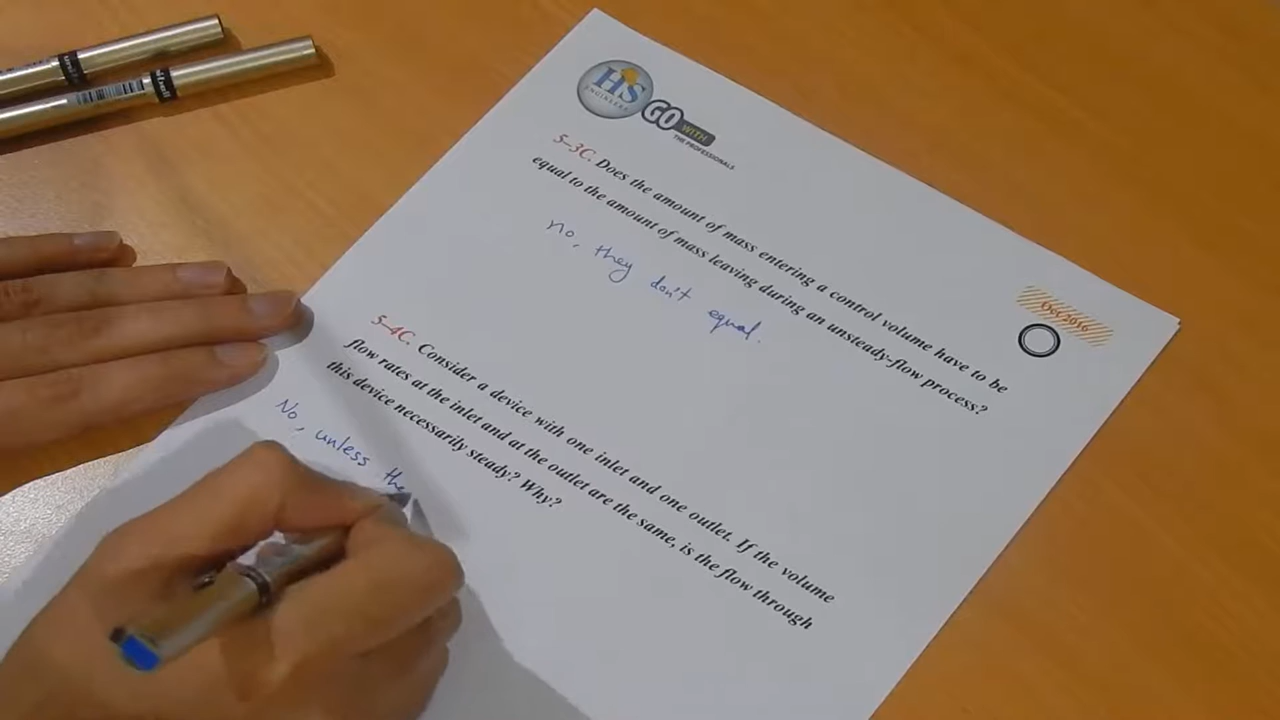 HS
ENGINEERS
GO
WITH
THE PROFESSIONALS
5-3C. Does the amount of mass entering a control volume have to be
equal to the amount of mass leaving during an unsteady-flow process?
no, they don't equal.
Oct 2016
5-4C. Consider a device with one inlet and one outlet. If the volume
flow rates at the inlet and at the outlet are the same, is the flow through
this device necessarily steady? Why?
No, unless the